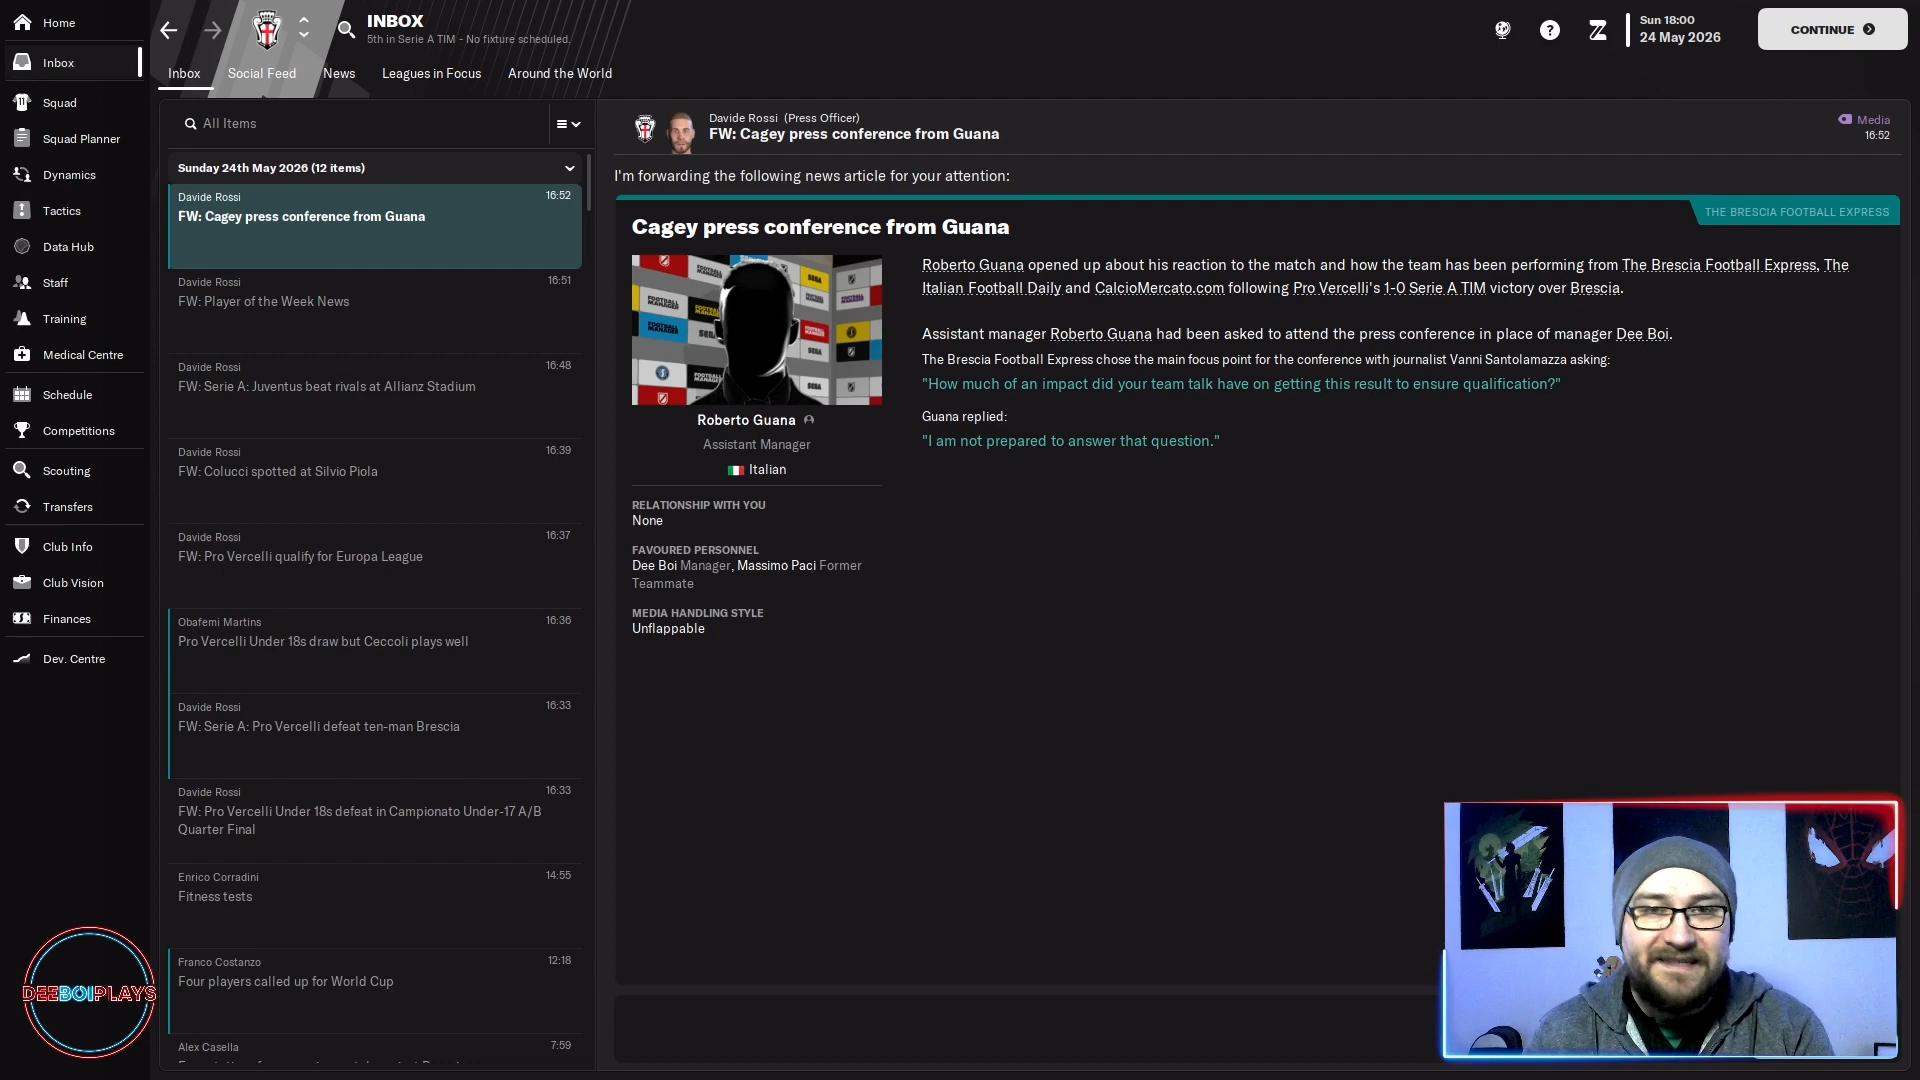 Home
Inbox
Squad
Squad Planner
Dynamics
Tactics
Data Hub
Staff
Training
Medical Centre
Schedule
Competitions
Scouting
Transfers
Club Info
Club Vision
Finances
Dev. Centre
DEEBOIPLAYS
INBOX
5th in Serie A TIM - No fixture scheduled.
Sun 18:00
24 May 2026
CONTINUE
Inbox Social Feed News Leagues in Focus Around the World
All Items
Sunday 24th May 2026 (12 items)
Davide Rossi 16:52
FW: Cagey press conference from Guana
Davide Rossi 16:51
FW: Player of the Week News
Davide Rossi 16:48
FW: Serie A: Juventus beat rivals at Allianz Stadium
Davide Rossi 16:39
FW: Colucci spotted at Silvio Piola
Davide Rossi 16:37
FW: Pro Vercelli qualify for Europa League
Obafemi Martins 16:36
Pro Vercelli Under 18s draw but Ceccoli plays well
Davide Rossi 16:33
FW: Serie A: Pro Vercelli defeat ten-man Brescia
Davide Rossi 16:33
FW: Pro Vercelli Under 18s defeat in Campionato Under-17 A/B
Quarter Final
Enrico Corradini 14:55
Fitness tests
Franco Costanzo 12:18
Four players called up for World Cup
Alex Casella 7:59
Davide Rossi (Press Officer)
FW: Cagey press conference from Guana
Media
16:52
I'm forwarding the following news article for your attention:
THE BRESCIA FOOTBALL EXPRESS
Cagey press conference from Guana
Roberto Guana
Assistant Manager
Italian
RELATIONSHIP WITH YOU
None
FAVOURED PERSONNEL
Dee Boi Manager, Massimo Paci Former
Teammate
MEDIA HANDLING STYLE
Unflappable
Roberto Guana opened up about his reaction to the match and how the team has been performing from The Brescia Football Express, The
Italian Football Daily and CalcioMercato.com following Pro Vercelli's 1-0 Serie A TIM victory over Brescia.
Assistant manager Roberto Guana had been asked to attend the press conference in place of manager Dee Boi.
The Brescia Football Express chose the main focus point for the conference with journalist Vanni Santolamazza asking:
"How much of an impact did your team talk have on getting this result to ensure qualification?"
Guana replied:
"I am not prepared to answer that question."